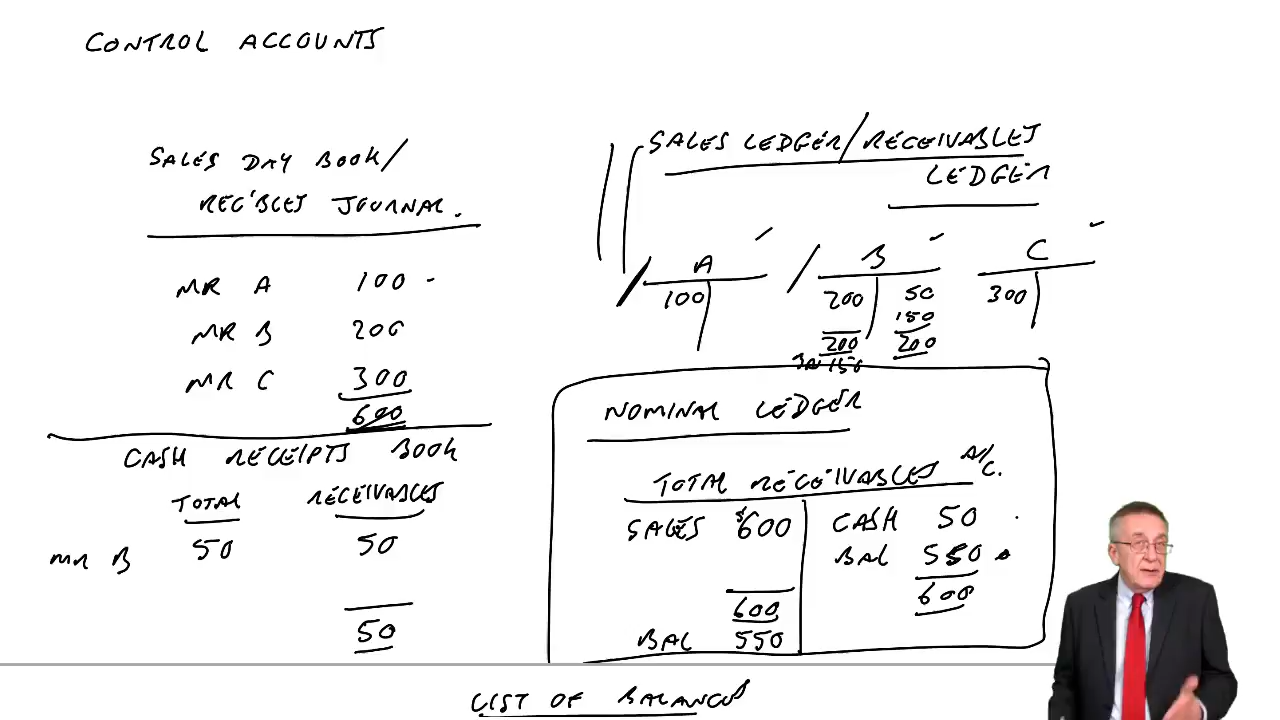 CONTROL ACCOUNTS
SALES DAY BOOK/
REC'BLES JOURNAL.
MR A 100
MR B 200
MR C 300
600
CASH RECEIPTS BOOK
TOTAL RECEIVABLES
MR B 50 50
50
SALES LEDGER/RECEIVABLES
LEDGER
A B C
100 200 50 300
150
200 200
BAL 150
NOMINAL LEDGER
TOTAL RECEIVABLES A/C.
SALES $600 CASH 50
BAL 550
600 600
BAL 550
LIST OF BALANCES